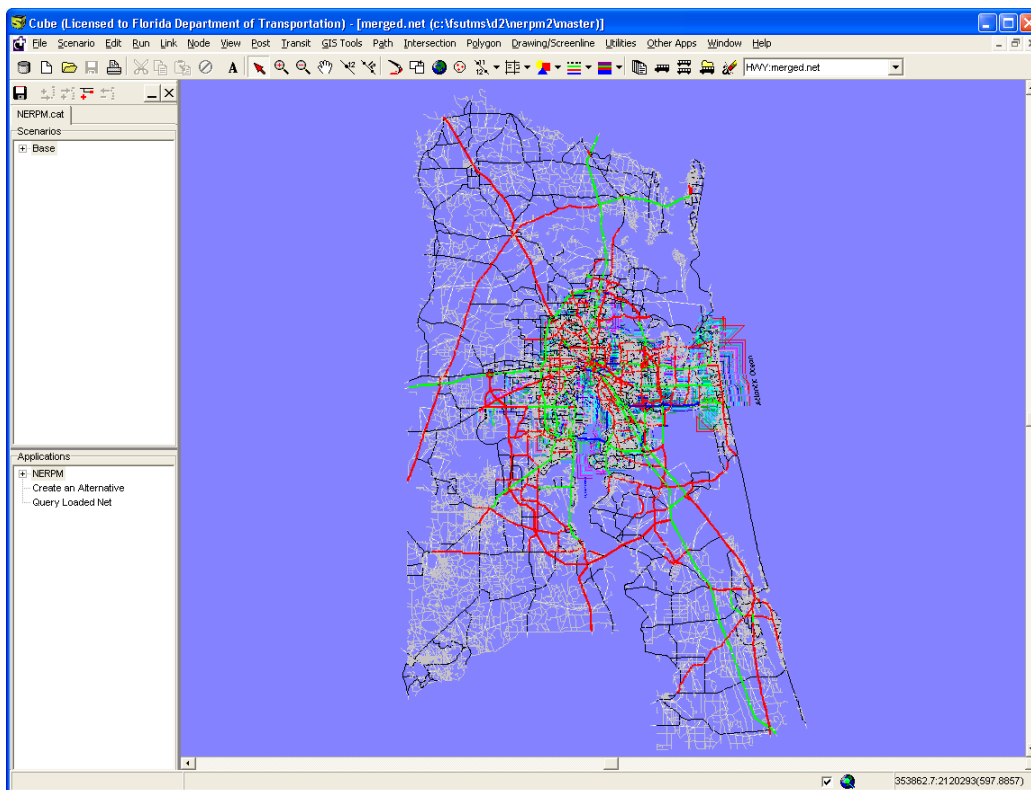 Cube (Licensed to Florida Department of Transportation) - [merged.net (c:\fsutms\d2\nerpm2\master)]
File Scenario Edit Run Link Node View Post Transit GIS Tools Path Intersection Polygon Drawing/Screenline Utilities Other Apps Window Help
A HWY:merged.net
NERPM.cat
Scenarios
Base
Applications
NERPM
Create an Alternative
Query Loaded Net
Atlantic Ocean
353862.7:2120293(597.8857)